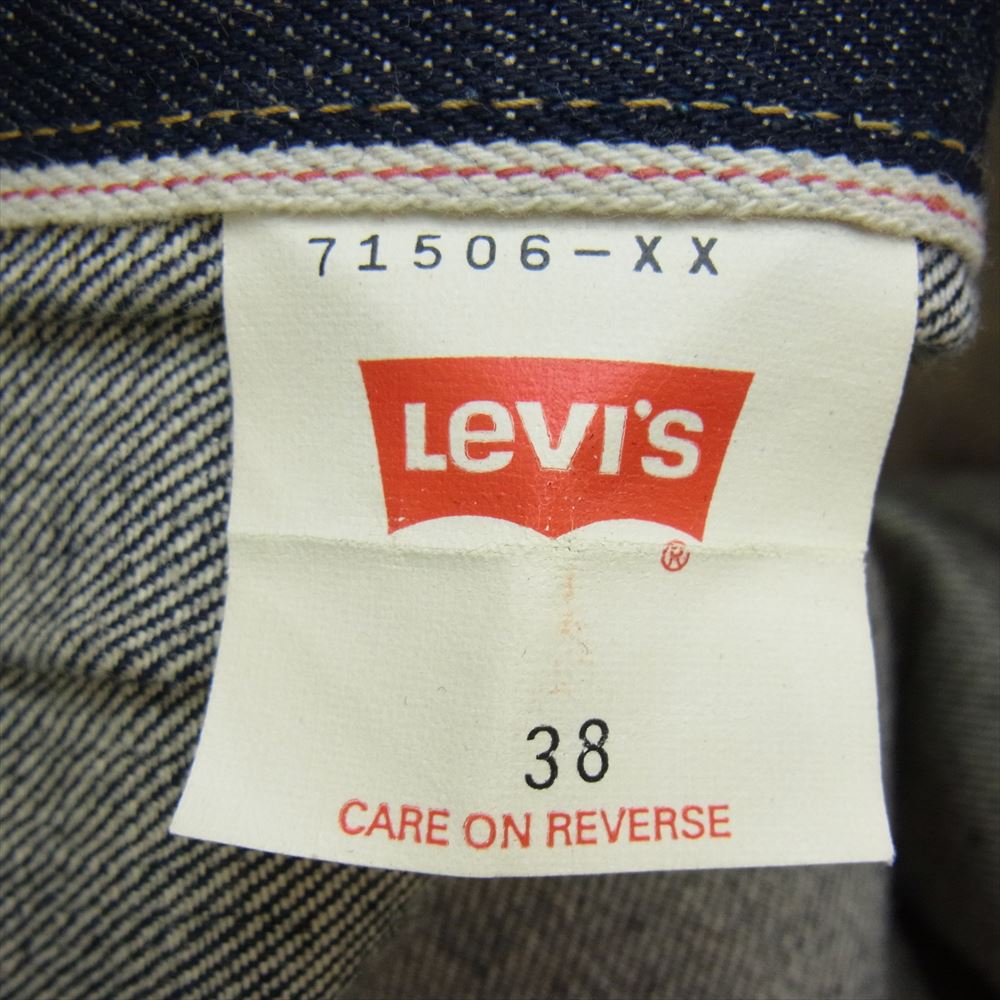 71506-XX
LEVI'S
®
38
CARE ON REVERSE